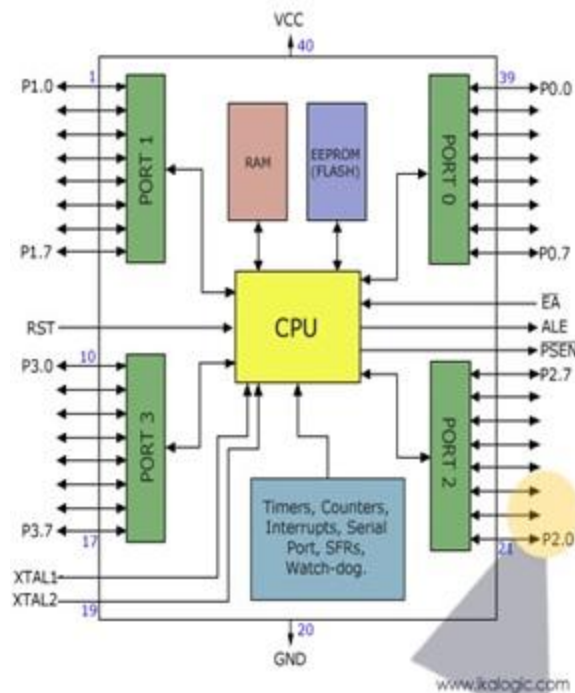 VCC
40
1
39
P1.0
P0.0
PORT 1
RAM
EEPROM
(FLASH)
PORT 0
P1.7
P0.7
EA
CPU
RST
ALE
PSEN
P3.0
10
P2.7
PORT 3
PORT 2
Timers, Counters,
Interrupts, Serial
Port, SFRs,
Watch-dog.
P3.7
17
P2.0
21
XTAL1
XTAL2
19
20
GND
www.ikalogic.com